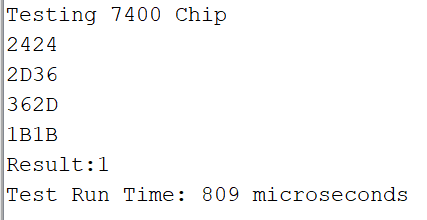 Testing 7400 Chip
2424
2D36
362D
1B1B
Result:1
Test Run Time: 809 microseconds